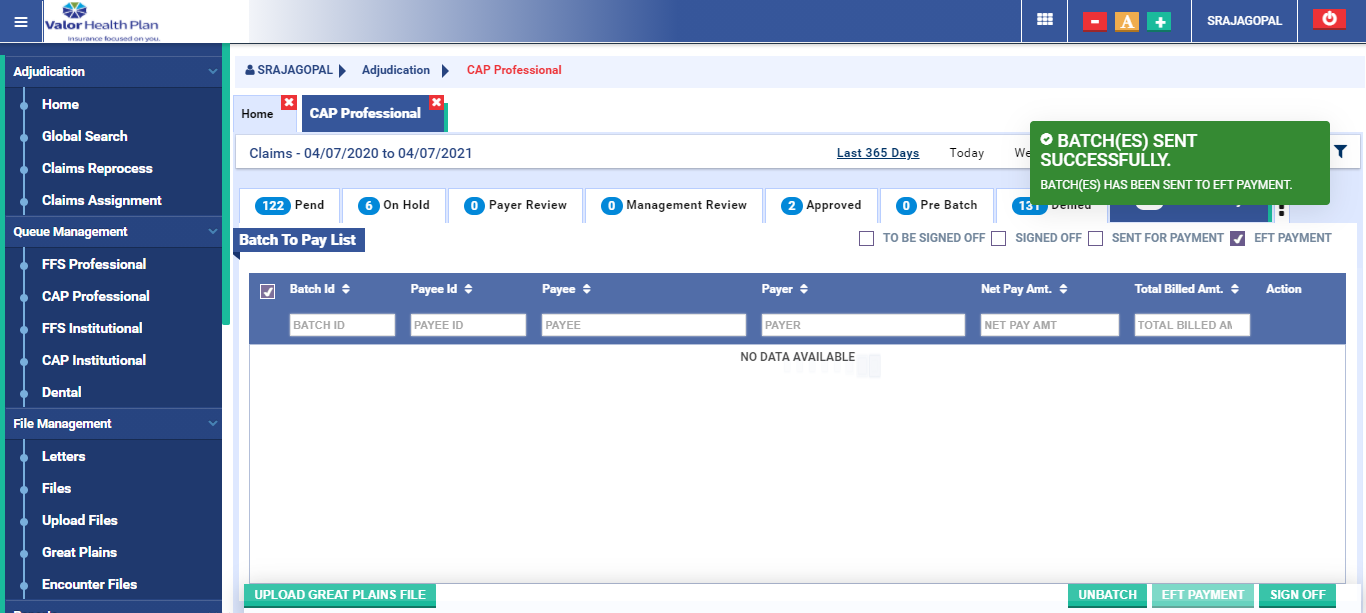 Valor Health Plan
Insurance focused on you.
A
SRAJAGOPAL
Adjudication
Home
Global Search
Claims Reprocess
Claims Assignment
Queue Management
FFS Professional
CAP Professional
FFS Institutional
CAP Institutional
Dental
File Management
Letters
Files
Upload Files
Great Plains
Encounter Files
SRAJAGOPAL Adjudication CAP Professional
Home CAP Professional
Claims - 04/07/2020 to 04/07/2021 Last 365 Days Today We
BATCH(ES) SENT
SUCCESSFULLY.
BATCH(ES) HAS BEEN SENT TO EFT PAYMENT.
122 Pend 6 On Hold 0 Payer Review 0 Management Review 2 Approved 0 Pre Batch 131 Denied
Batch To Pay List TO BE SIGNED OFF SIGNED OFF SENT FOR PAYMENT EFT PAYMENT
Batch Id Payee Id Payee Payer Net Pay Amt. Total Billed Amt. Action
BATCH ID PAYEE ID PAYEE PAYER NET PAY AMT TOTAL BILLED AM
NO DATA AVAILABLE
UPLOAD GREAT PLAINS FILE UNBATCH EFT PAYMENT SIGN OFF